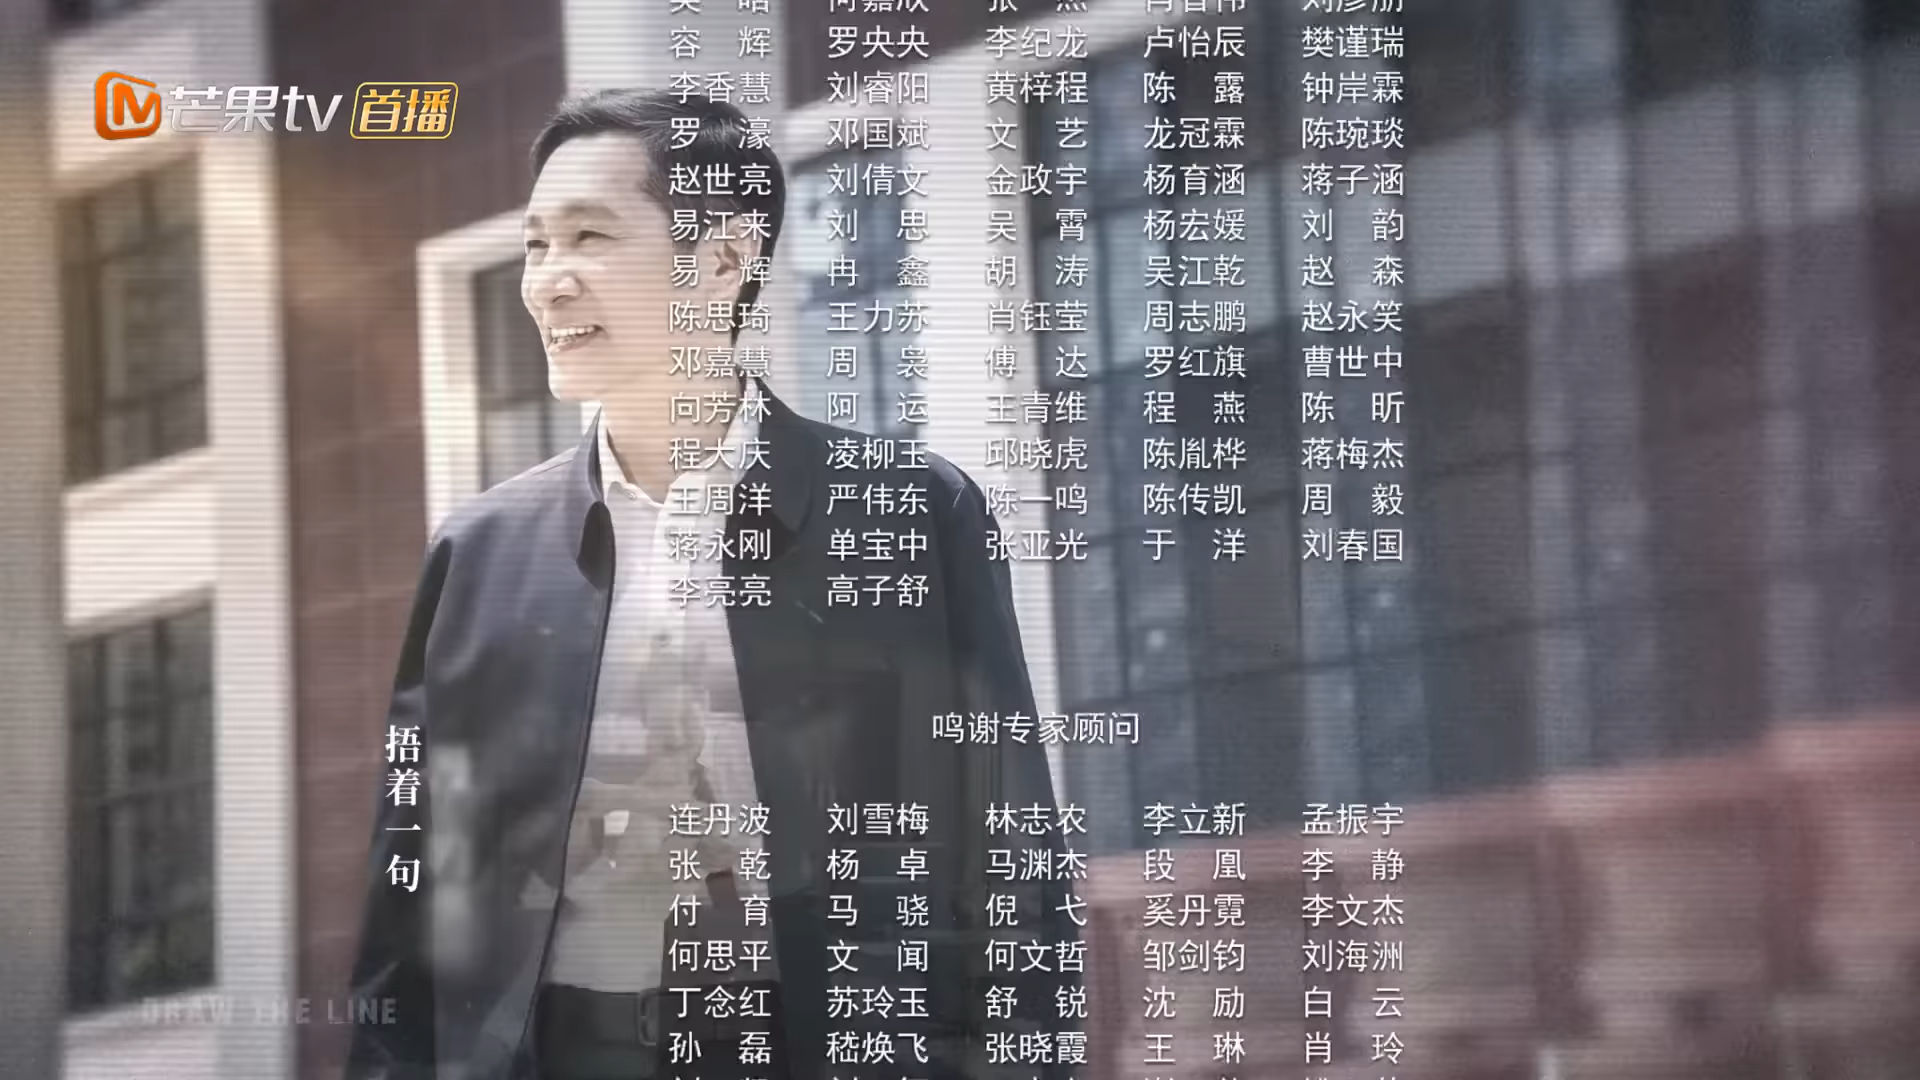 芒果tv 首播
容 辉 罗央央 李纪龙 卢怡辰 樊谨瑞
李香慧 刘睿阳 黄梓程 陈 露 钟岸霖
罗 濠 邓国斌 文 艺 龙冠霖 陈琬琰
赵世亮 刘倩文 金政宇 杨育涵 蒋子涵
易江来 刘 思 吴 霄 杨宏媛 刘 韵
易 辉 冉 鑫 胡 涛 吴江乾 赵 森
陈思琦 王力苏 肖钰莹 周志鹏 赵永笑
邓嘉慧 周 袅 傅 达 罗红旗 曹世中
向芳林 阿 运 王青维 程 燕 陈 昕
程大庆 凌柳玉 邱晓虎 陈胤桦 蒋梅杰
王周洋 严伟东 陈一鸣 陈传凯 周 毅
蒋永刚 单宝中 张亚光 于 洋 刘春国
李亮亮 高子舒
鸣谢专家顾问
连丹波 刘雪梅 林志农 李立新 孟振宇
张 乾 杨 卓 马渊杰 段 凰 李 静
付 育 马 骁 倪 弋 奚丹霓 李文杰
何思平 文 闻 何文哲 邹剑钧 刘海洲
丁念红 苏玲玉 舒 锐 沈 励 白 云
孙 磊 嵇焕飞 张晓霞 王 琳 肖 玲
捂着一句
DRAW THE LINE